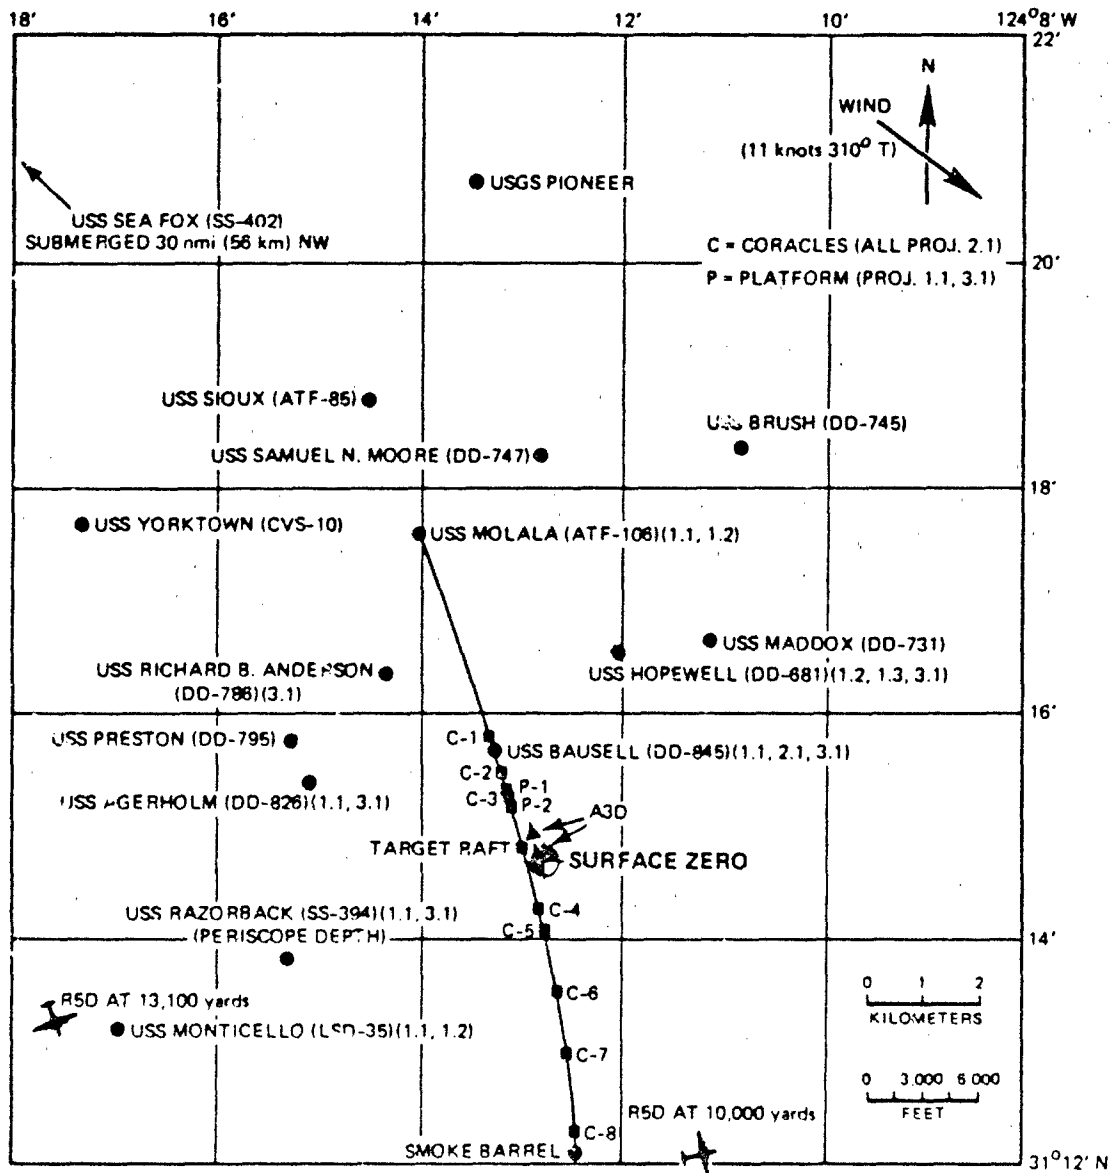 18' 16' 14' 12' 10' 124°8' W
22'
N
WIND
(11 knots 310° T)
USGS PIONEER
USS SEA FOX (SS-402)
SUBMERGED 30 nmi (56 km) NW
C = CORACLES (ALL PROJ. 2.1)
20'
P = PLATFORM (PROJ. 1.1, 3.1)
USS SIOUX (ATF-85)
USS BRUSH (DD-745)
USS SAMUEL N. MOORE (DD-747)
18'
USS YORKTOWN (CVS-10)
USS MOLALA (ATF-106)(1.1, 1.2)
USS MADDOX (DD-731)
USS RICHARD B. ANDERSON
(DD-786)(3.1)
USS HOPEWELL (DD-681)(1.2, 1.3, 3.1)
16'
USS PRESTON (DD-795)
C-1
USS BAUSELL (DD-845)(1.1, 2.1, 3.1)
C-2
P-1
USS AGERHOLM (DD-826)(1.1, 3.1)
C-3
P-2
A3D
TARGET RAFT
SURFACE ZERO
USS RAZORBACK (SS-394)(1.1, 3.1)
(PERISCOPE DEPTH)
C-4
C-5
14'
C-6
R5D AT 13,100 yards
0 1 2
KILOMETERS
USS MONTICELLO (LSD-35)(1.1, 1.2)
C-7
0 3,000 6 000
FEET
R5D AT 10,000 yards
C-8
SMOKE BARREL
31°12' N